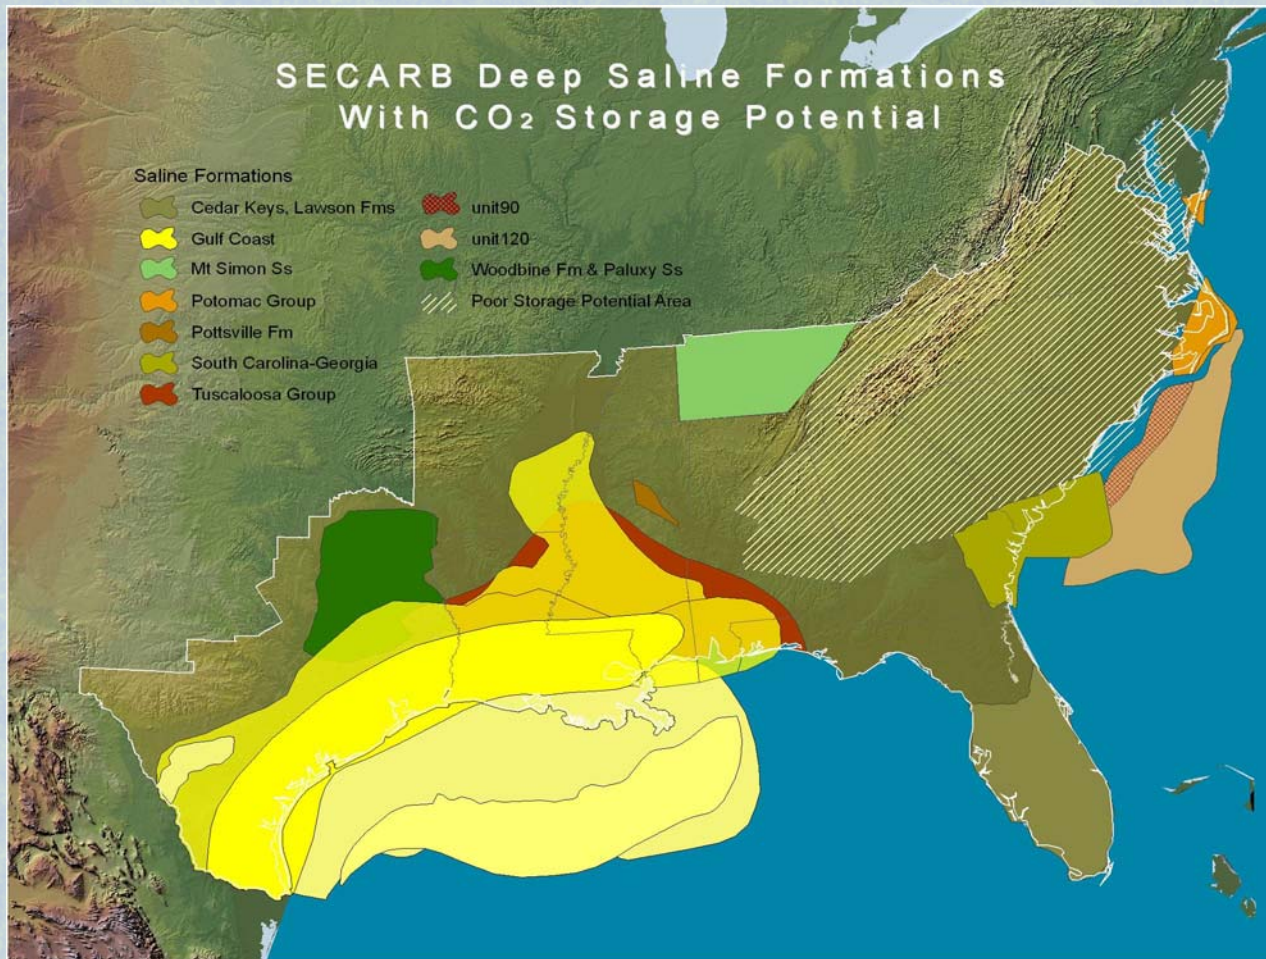 SECARB Deep Saline Formations
With CO₂ Storage Potential
Saline Formations
Cedar Keys, Lawson Fms
Gulf Coast
Mt Simon Ss
Potomac Group
Pottsville Fm
South Carolina-Georgia
Tuscaloosa Group
unit90
unit120
Woodbine Fm & Paluxy Ss
Poor Storage Potential Area